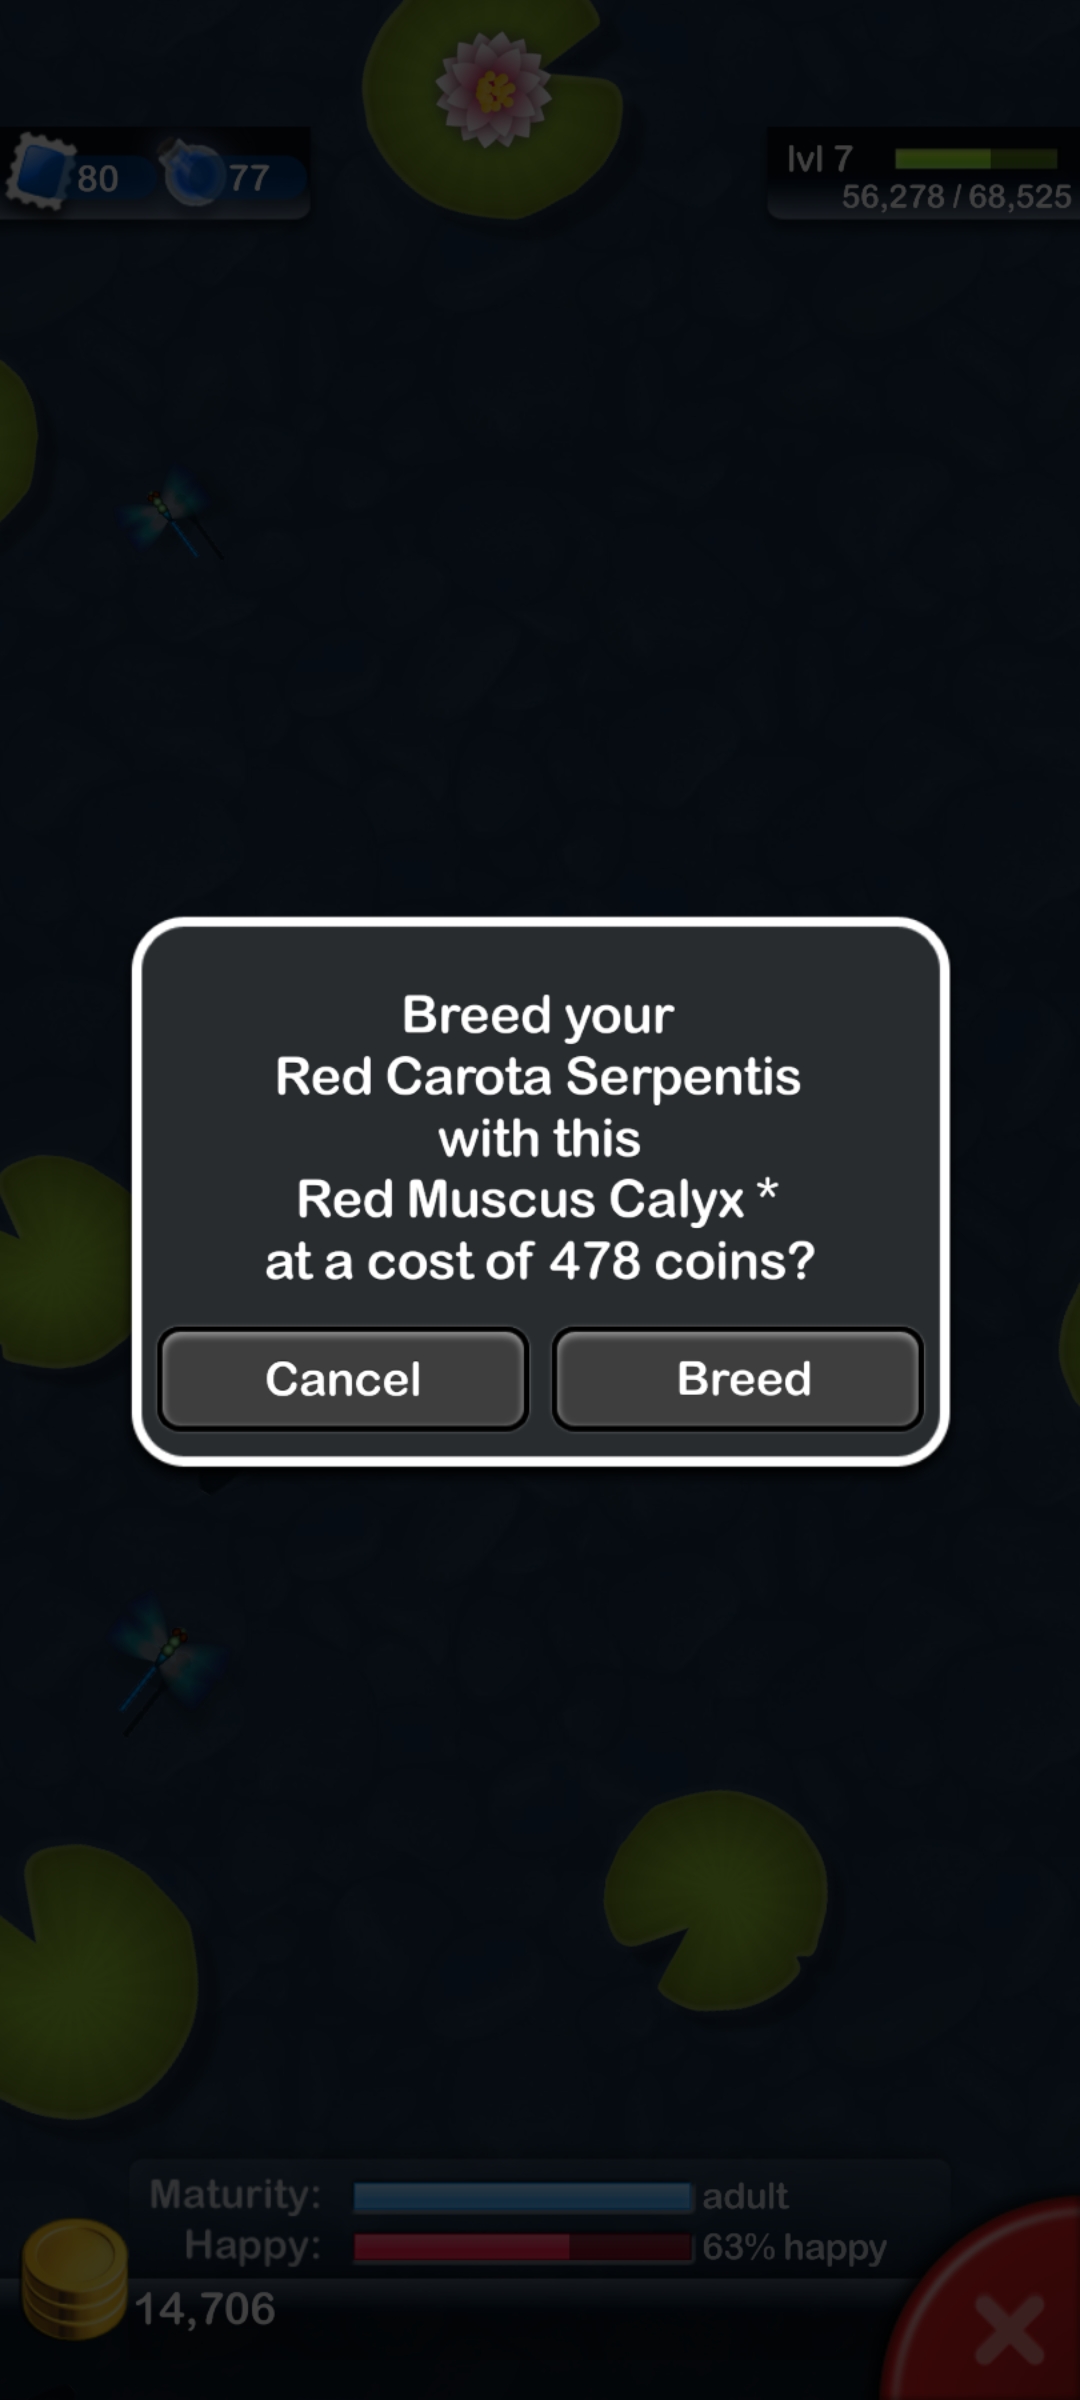 80
77
lvl 7
56,278 / 68,525
Breed your
Red Carota Serpentis
with this
Red Muscus Calyx *
at a cost of 478 coins?
Cancel
Breed
Maturity:
adult
Happy:
63% happy
14,706